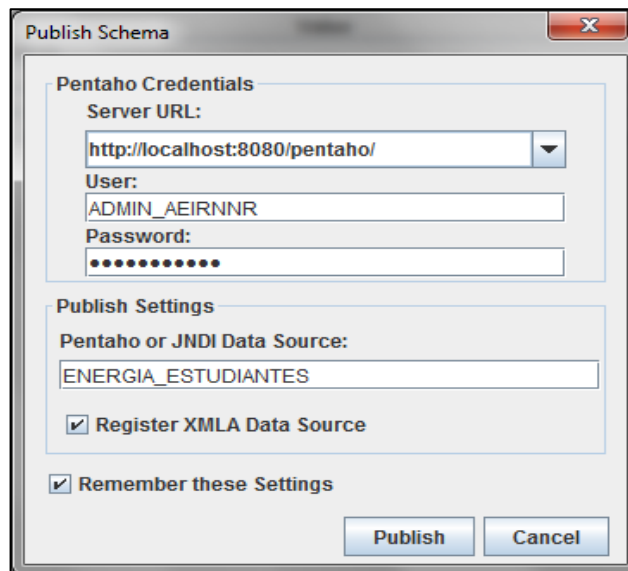 Publish Schema
Pentaho Credentials
Server URL:
http://localhost:8080/pentaho/
User:
ADMIN_AEIRNNR
Password:
●●●●●●●●●●●
Publish Settings
Pentaho or JNDI Data Source:
ENERGIA_ESTUDIANTES
Register XMLA Data Source
Remember these Settings
Publish Cancel